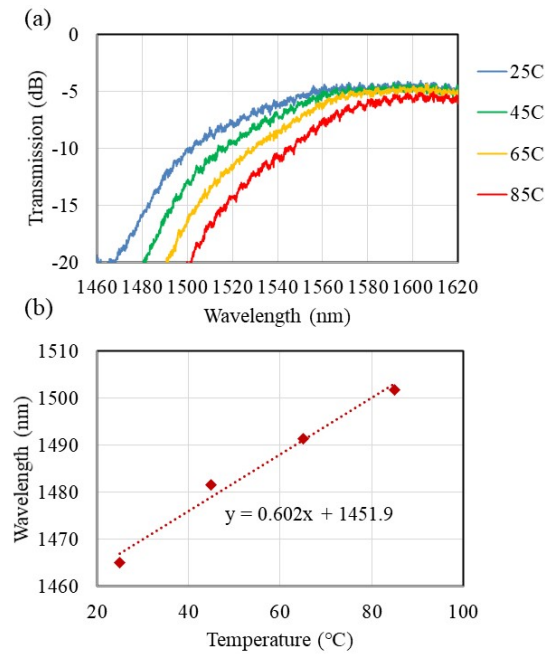 (a)
0
-5
-10
-15
-20
Transmission (dB)
1460 1480 1500 1520 1540 1560 1580 1600 1620
Wavelength (nm)
25C
45C
65C
85C
(b)
1510
1500
1490
1480
1470
1460
Wavelength (nm)
y = 0.602x + 1451.9
20 40 60 80 100
Temperature (℃)